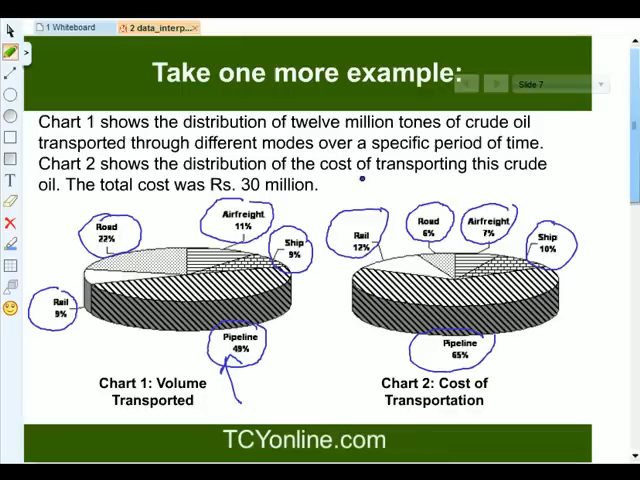 1 Whiteboard
2 data_interp...
Take one more example:
Slide 7
Chart 1 shows the distribution of twelve million tones of crude oil
transported through different modes over a specific period of time.
Chart 2 shows the distribution of the cost of transporting this crude
oil. The total cost was Rs. 30 million.
Road
22%
Airfreight
11%
Ship
9%
Rail
9%
Pipeline
49%
Rail
12%
Road
6%
Airfreight
7%
Ship
10%
Pipeline
65%
Chart 1: Volume
Transported
Chart 2: Cost of
Transportation
TCYonline.com